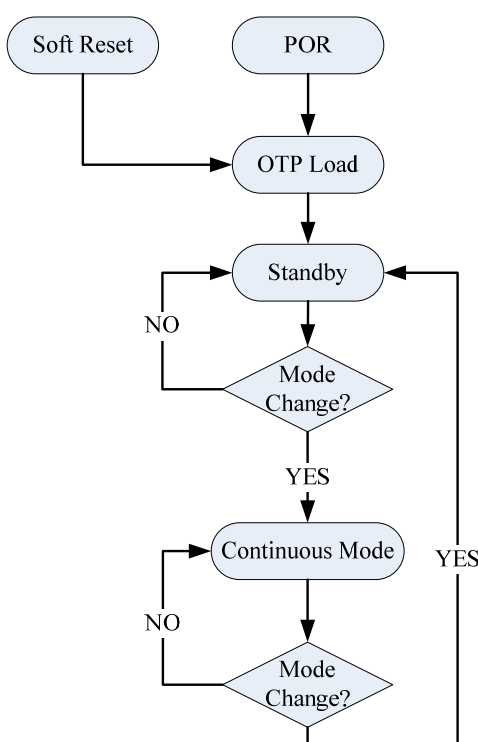 Soft Reset
POR
OTP Load
Standby
NO
Mode
Change?
YES
Continuous Mode
YES
NO
Mode
Change?